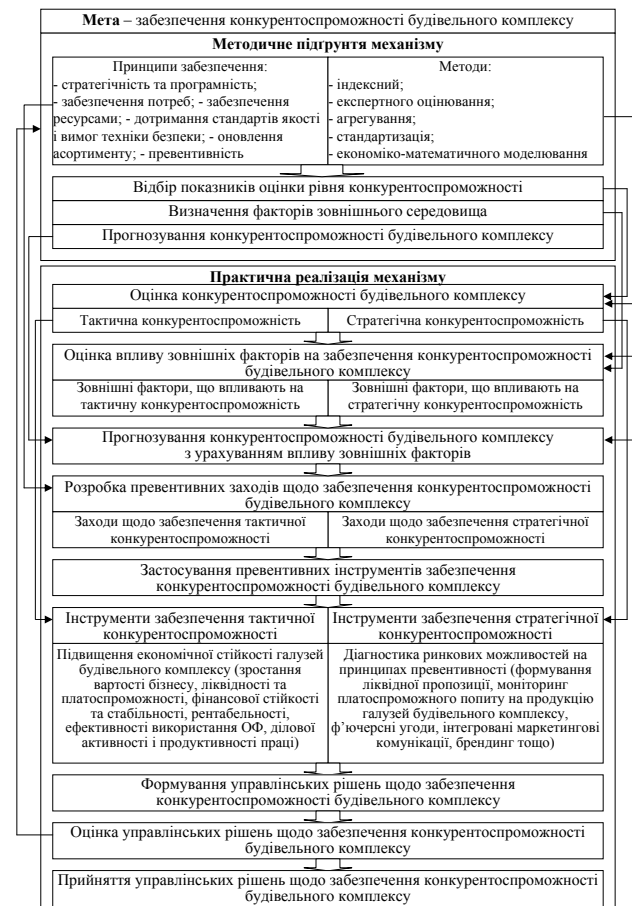 Мета – забезпечення конкурентоспроможності будівельного комплексу
Методичне підґрунтя механізму
Принципи забезпечення:
- стратегічність та програмність;
- забезпечення потреб; - забезпечення
ресурсами; - дотримання стандартів якості
і вимог техніки безпеки; - оновлення
асортименту; - превентивність
Методи:
- індексний;
- експертного оцінювання;
- агрегування;
- стандартизація;
- економіко-математичного моделювання
Відбір показників оцінки рівня конкурентоспроможності
Визначення факторів зовнішнього середовища
Прогнозування конкурентоспроможності будівельного комплексу
Практична реалізація механізму
Оцінка конкурентоспроможності будівельного комплексу
Тактична конкурентоспроможність
Стратегічна конкурентоспроможність
Оцінка впливу зовнішніх факторів на забезпечення конкурентоспроможності
будівельного комплексу
Зовнішні фактори, що впливають на
тактичну конкурентоспроможність
Зовнішні фактори, що впливають на
стратегічну конкурентоспроможність
Прогнозування конкурентоспроможності будівельного комплексу
з урахуванням впливу зовнішніх факторів
Розробка превентивних заходів щодо забезпечення конкурентоспроможності
будівельного комплексу
Заходи щодо забезпечення тактичної
конкурентоспроможності
Заходи щодо забезпечення стратегічної
конкурентоспроможності
Застосування превентивних інструментів забезпечення
конкурентоспроможності будівельного комплексу
Інструменти забезпечення тактичної
конкурентоспроможності
Інструменти забезпечення стратегічної
конкурентоспроможності
Підвищення економічної стійкості галузей
будівельного комплексу (зростання
вартості бізнесу, ліквідності та
платоспроможності, фінансової стійкості
та стабільності, рентабельності,
ефективності використання ОФ, ділової
активності і продуктивності праці)
Діагностика ринкових можливостей на
принципах превентивності (формування
ліквідної пропозиції, моніторинг
платоспроможного попиту на продукцію
галузей будівельного комплексу,
ф’ючерсні угоди, інтегровані маркетингові
комунікації, брендинг тощо)
Формування управлінських рішень щодо забезпечення
конкурентоспроможності будівельного комплексу
Оцінка управлінських рішень щодо забезпечення конкурентоспроможності
будівельного комплексу
Прийняття управлінських рішень щодо забезпечення конкурентоспроможності
будівельного комплексу